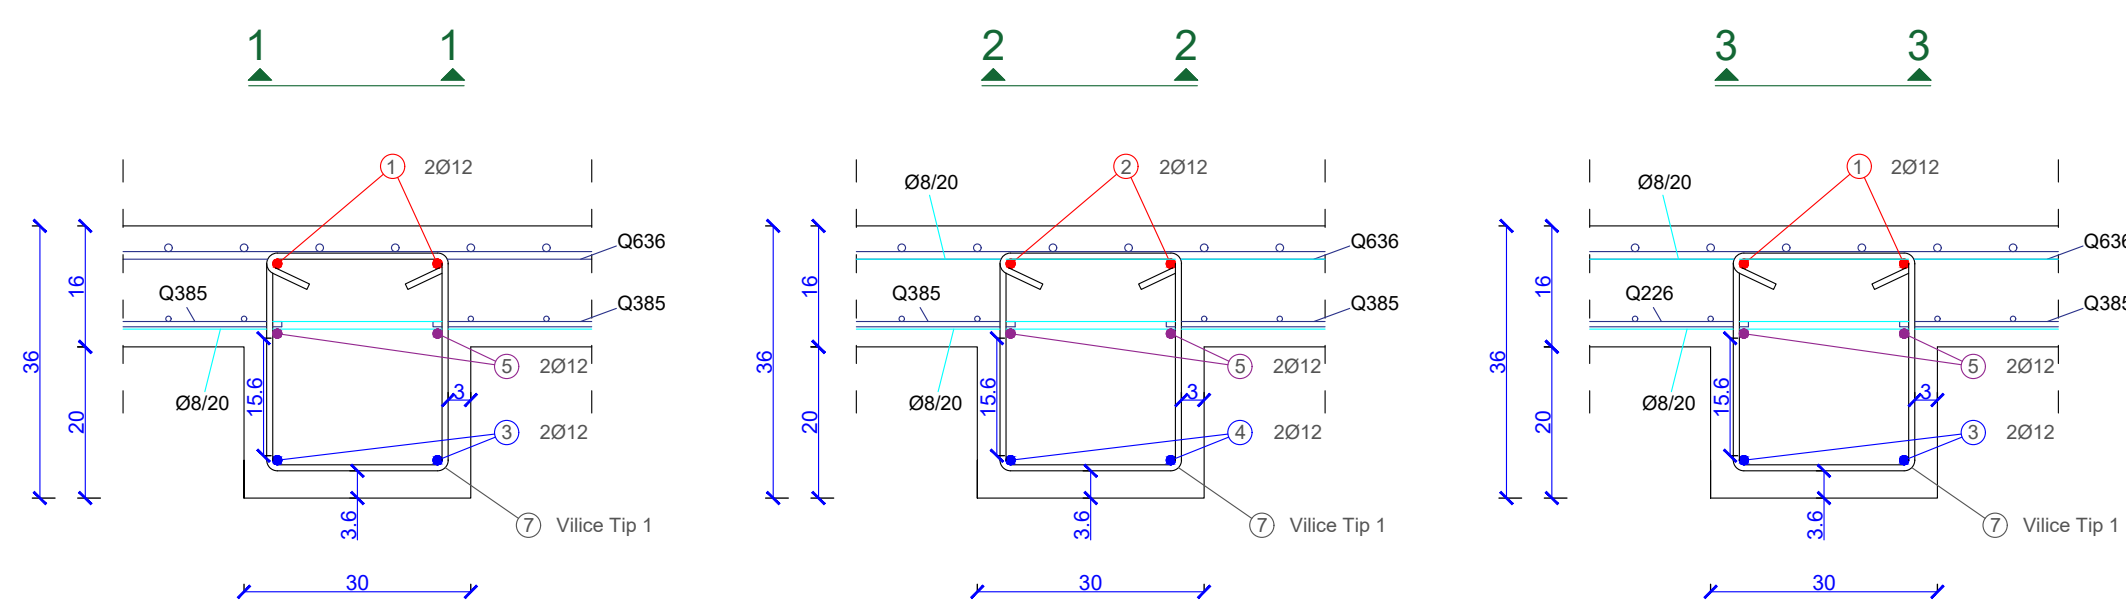 1 1
1 2Ø12
Q636
Q385
Q385
Ø8/20
5 2Ø12
3 2Ø12
7 Vilice Tip 1
36
16
20
15.6
3
3.6
30
2 2
2 2Ø12
Ø8/20
Q636
Q385
Q385
Ø8/20
5 2Ø12
4 2Ø12
7 Vilice Tip 1
36
16
20
15.6
3
3.6
30
3 3
1 2Ø12
Ø8/20
Q636
Q226
Q385
Ø8/20
5 2Ø12
3 2Ø12
7 Vilice Tip 1
36
16
20
15.6
3
3.6
30